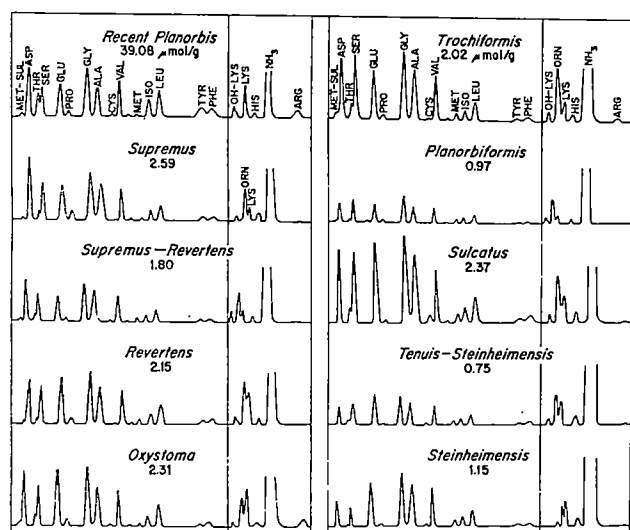 Recent Planorbis
39.08 μmol/g
MET-SUL ASP THR SER GLU PRO GLY ALA CYS VAL MET ISO LEU TYR PHE OH-LYS LYS HIS NH3 ARG
Supremus
2.59
ORN LYS
Supremus-Revertens
1.80
Revertens
2.15
Oxystoma
2.31
Trochiformis
2.02 μmol/g
MET-SUL ASP THR SER GLU PRO GLY ALA CYS VAL MET ISO LEU TYR PHE OH-LYS ORN LYS HIS NH3 ARG
Planorbiformis
0.97
Sulcatus
2.37
Tenuis-Steinheimensis
0.75
Steinheimensis
1.15